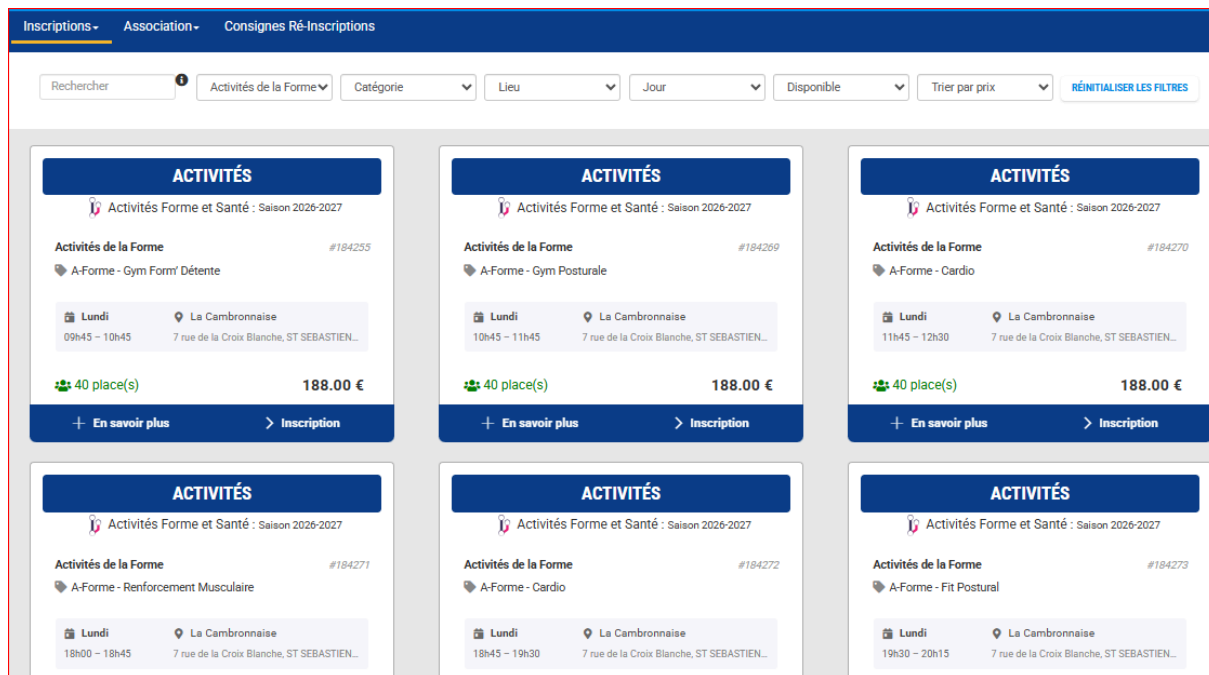 Inscriptions Association Consignes Ré-Inscriptions
Rechercher Activités de la Forme Catégorie Lieu Jour Disponible Trier par prix RÉINITIALISER LES FILTRES
ACTIVITÉS
Activités Forme et Santé : Saison 2026-2027
Activités de la Forme #184255
A-Forme - Gym Form' Détente
Lundi La Cambronnaise
09h45 – 10h45 7 rue de la Croix Blanche, ST SEBASTIEN...
40 place(s) 188.00 €
En savoir plus Inscription
ACTIVITÉS
Activités Forme et Santé : Saison 2026-2027
Activités de la Forme #184269
A-Forme - Gym Posturale
Lundi La Cambronnaise
10h45 – 11h45 7 rue de la Croix Blanche, ST SEBASTIEN...
40 place(s) 188.00 €
En savoir plus Inscription
ACTIVITÉS
Activités Forme et Santé : Saison 2026-2027
Activités de la Forme #184270
A-Forme - Cardio
Lundi La Cambronnaise
11h45 – 12h30 7 rue de la Croix Blanche, ST SEBASTIEN...
40 place(s) 188.00 €
En savoir plus Inscription
ACTIVITÉS
Activités Forme et Santé : Saison 2026-2027
Activités de la Forme #184271
A-Forme - Renforcement Musculaire
Lundi La Cambronnaise
18h00 – 18h45 7 rue de la Croix Blanche, ST SEBASTIEN...
ACTIVITÉS
Activités Forme et Santé : Saison 2026-2027
Activités de la Forme #184272
A-Forme - Cardio
Lundi La Cambronnaise
18h45 – 19h30 7 rue de la Croix Blanche, ST SEBASTIEN...
ACTIVITÉS
Activités Forme et Santé : Saison 2026-2027
Activités de la Forme #184273
A-Forme - Fit Postural
Lundi La Cambronnaise
19h30 – 20h15 7 rue de la Croix Blanche, ST SEBASTIEN...